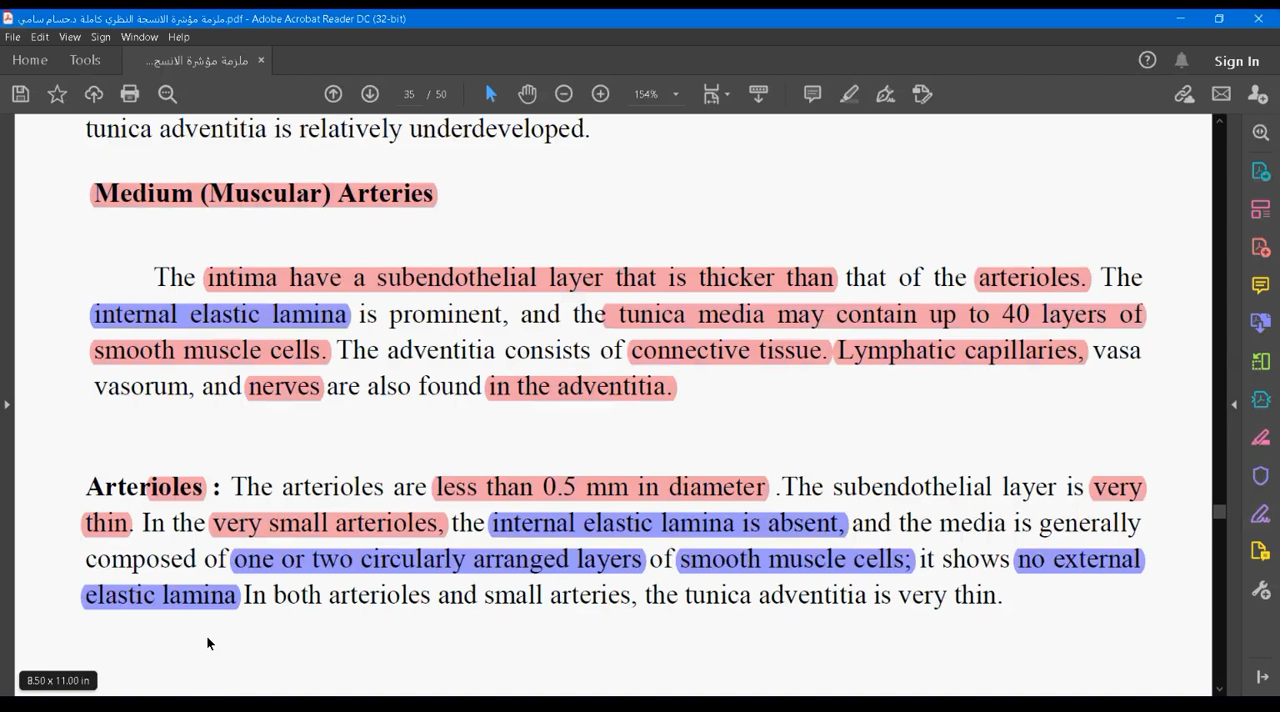 ملزمة مؤشرة الانسجة النظري كاملة د.حسام سامي.pdf - Adobe Acrobat Reader DC (32-bit)
File Edit View Sign Window Help
Home Tools ملزمة مؤشرة الانسج... × Sign In
35 / 50 154%
tunica adventitia is relatively underdeveloped.
Medium (Muscular) Arteries
The intima have a subendothelial layer that is thicker than that of the arterioles. The
internal elastic lamina is prominent, and the tunica media may contain up to 40 layers of
smooth muscle cells. The adventitia consists of connective tissue. Lymphatic capillaries, vasa
vasorum, and nerves are also found in the adventitia.
Arterioles : The arterioles are less than 0.5 mm in diameter .The subendothelial layer is very
thin. In the very small arterioles, the internal elastic lamina is absent, and the media is generally
composed of one or two circularly arranged layers of smooth muscle cells; it shows no external
elastic lamina In both arterioles and small arteries, the tunica adventitia is very thin.
8.50 x 11.00 in